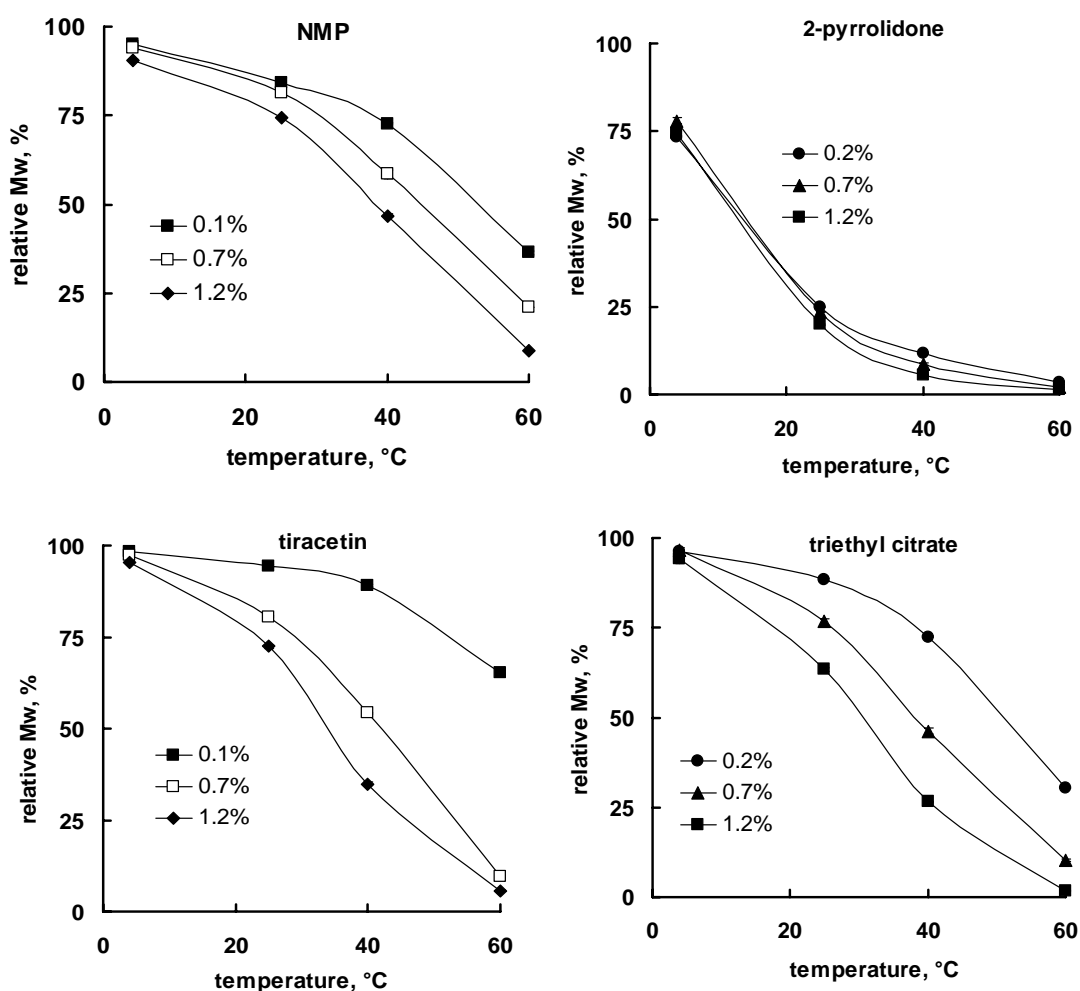 NMP
100
75
50
25
0
relative Mw, %
0.1%
0.7%
1.2%
0 20 40 60
temperature, °C
2-pyrrolidone
100
75
50
25
0
relative Mw, %
0.2%
0.7%
1.2%
0 20 40 60
temperature, °C
tiracetin
100
75
50
25
0
relative Mw, %
0.1%
0.7%
1.2%
0 20 40 60
temperature, °C
triethyl citrate
100
75
50
25
0
relative Mw, %
0.2%
0.7%
1.2%
0 20 40 60
temperature, °C